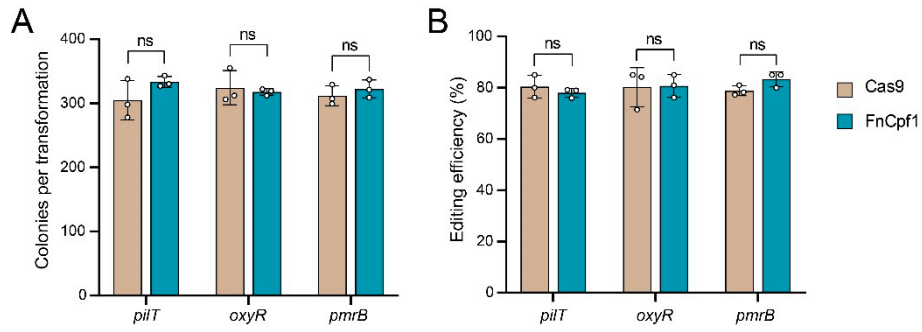 A
Colonies per transformation
400
300
300
100
0
ns
ns
ns
pilT
oxyR
pmrB
B
Editing efficiency (%)
100
80
60
40
20
0
ns
ns
ns
pilT
oxyR
pmrB
Cas9
FnCpf1